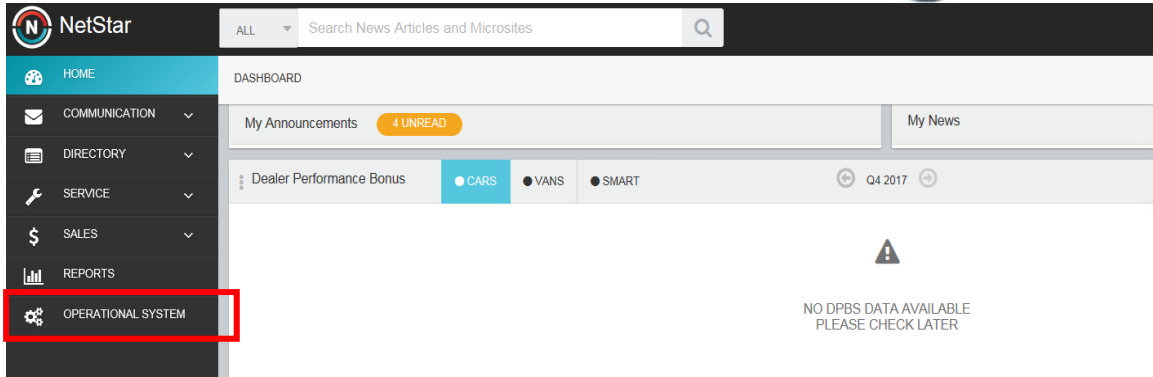 N NetStar
ALL Search News Articles and Microsites
HOME
DASHBOARD
COMMUNICATION
My Announcements 4 UNREAD My News
DIRECTORY
Dealer Performance Bonus CARS VANS SMART Q4 2017
SERVICE
SALES
REPORTS
OPERATIONAL SYSTEM
NO DPBS DATA AVAILABLE
PLEASE CHECK LATER